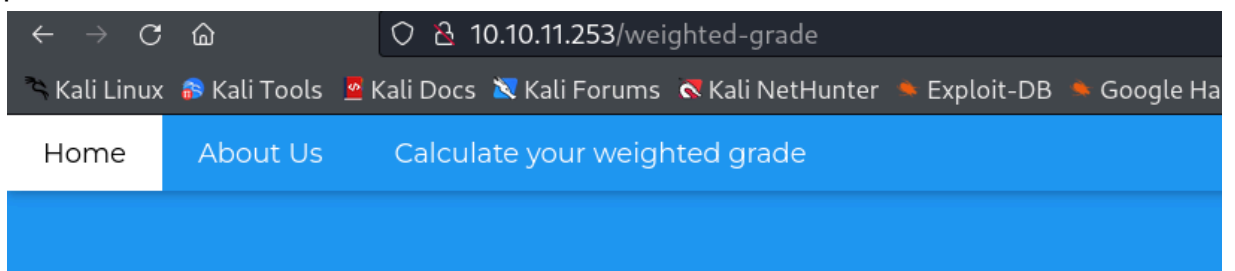 10.10.11.253/weighted-grade
Kali Linux Kali Tools Kali Docs Kali Forums Kali NetHunter Exploit-DB Google Ha
Home About Us Calculate your weighted grade